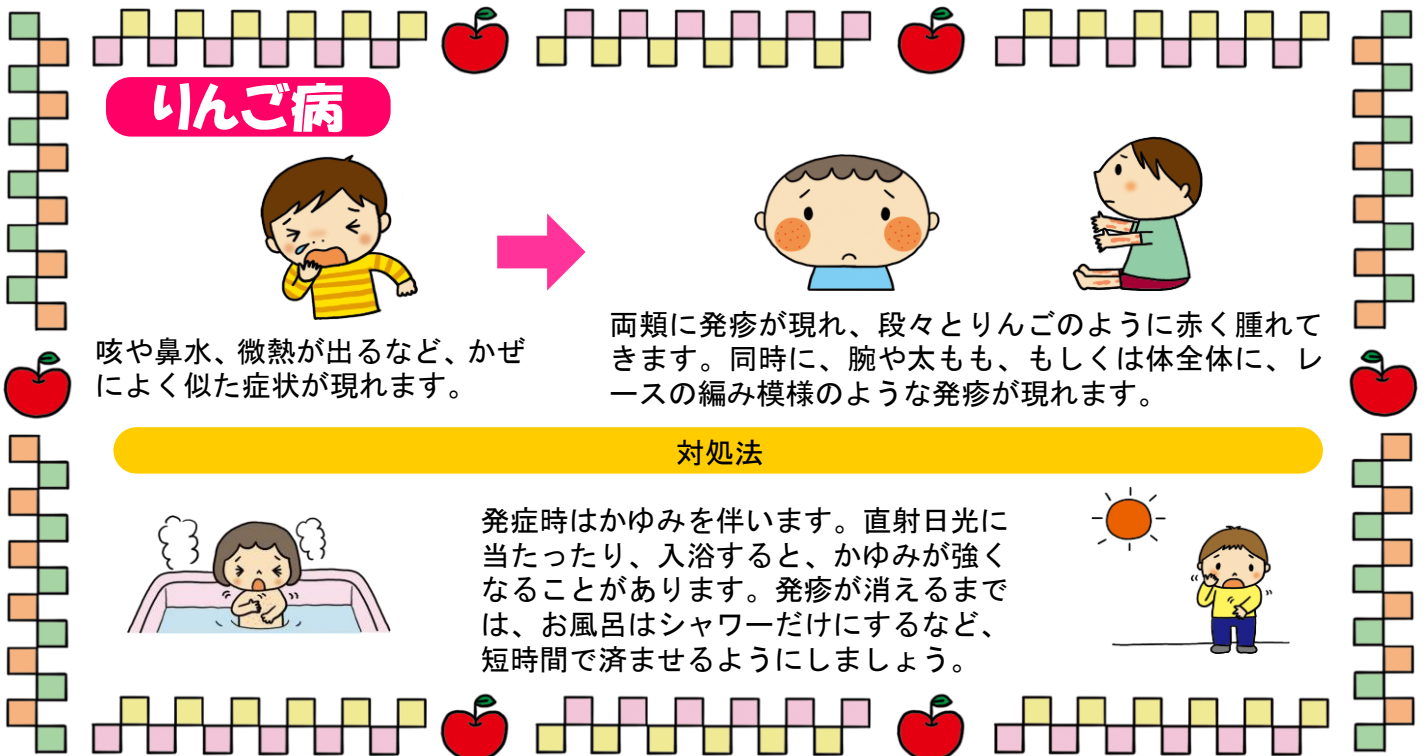 りんご病
咳や鼻水、微熱が出るなど、かぜ
によく似た症状が現れます。
両頬に発疹が現れ、段々とりんごのように赤く腫れて
きます。同時に、腕や太もも、もしくは体全体に、レ
ースの編み模様のような発疹が現れます。
対処法
発症時はかゆみを伴います。直射日光に
当たったり、入浴すると、かゆみが強く
なることがあります。発疹が消えるまで
は、お風呂はシャワーだけにするなど、
短時間で済ませるようにしましょう。